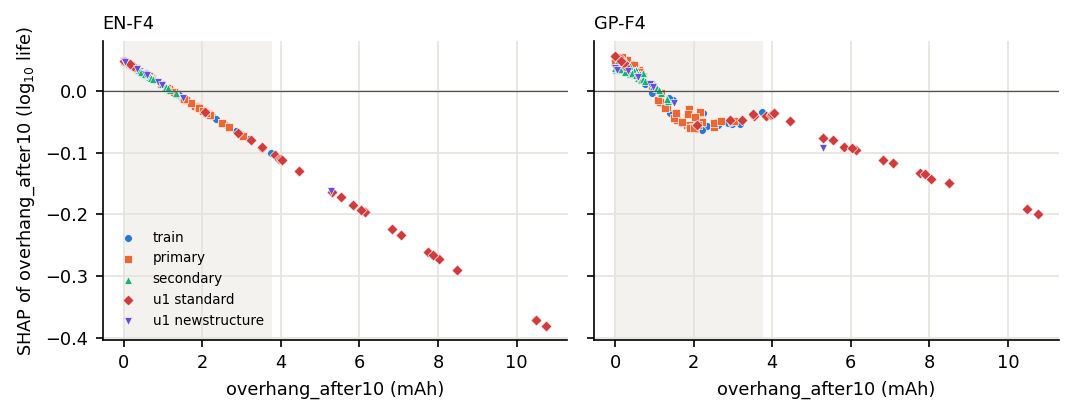 EN-F4
GP-F4
SHAP of overhang_after10 (log₁₀ life)
0.0
−0.1
−0.2
−0.3
−0.4
train
primary
secondary
u1 standard
u1 newstructure
0 2 4 6 8 10
0 2 4 6 8 10
overhang_after10 (mAh)
overhang_after10 (mAh)